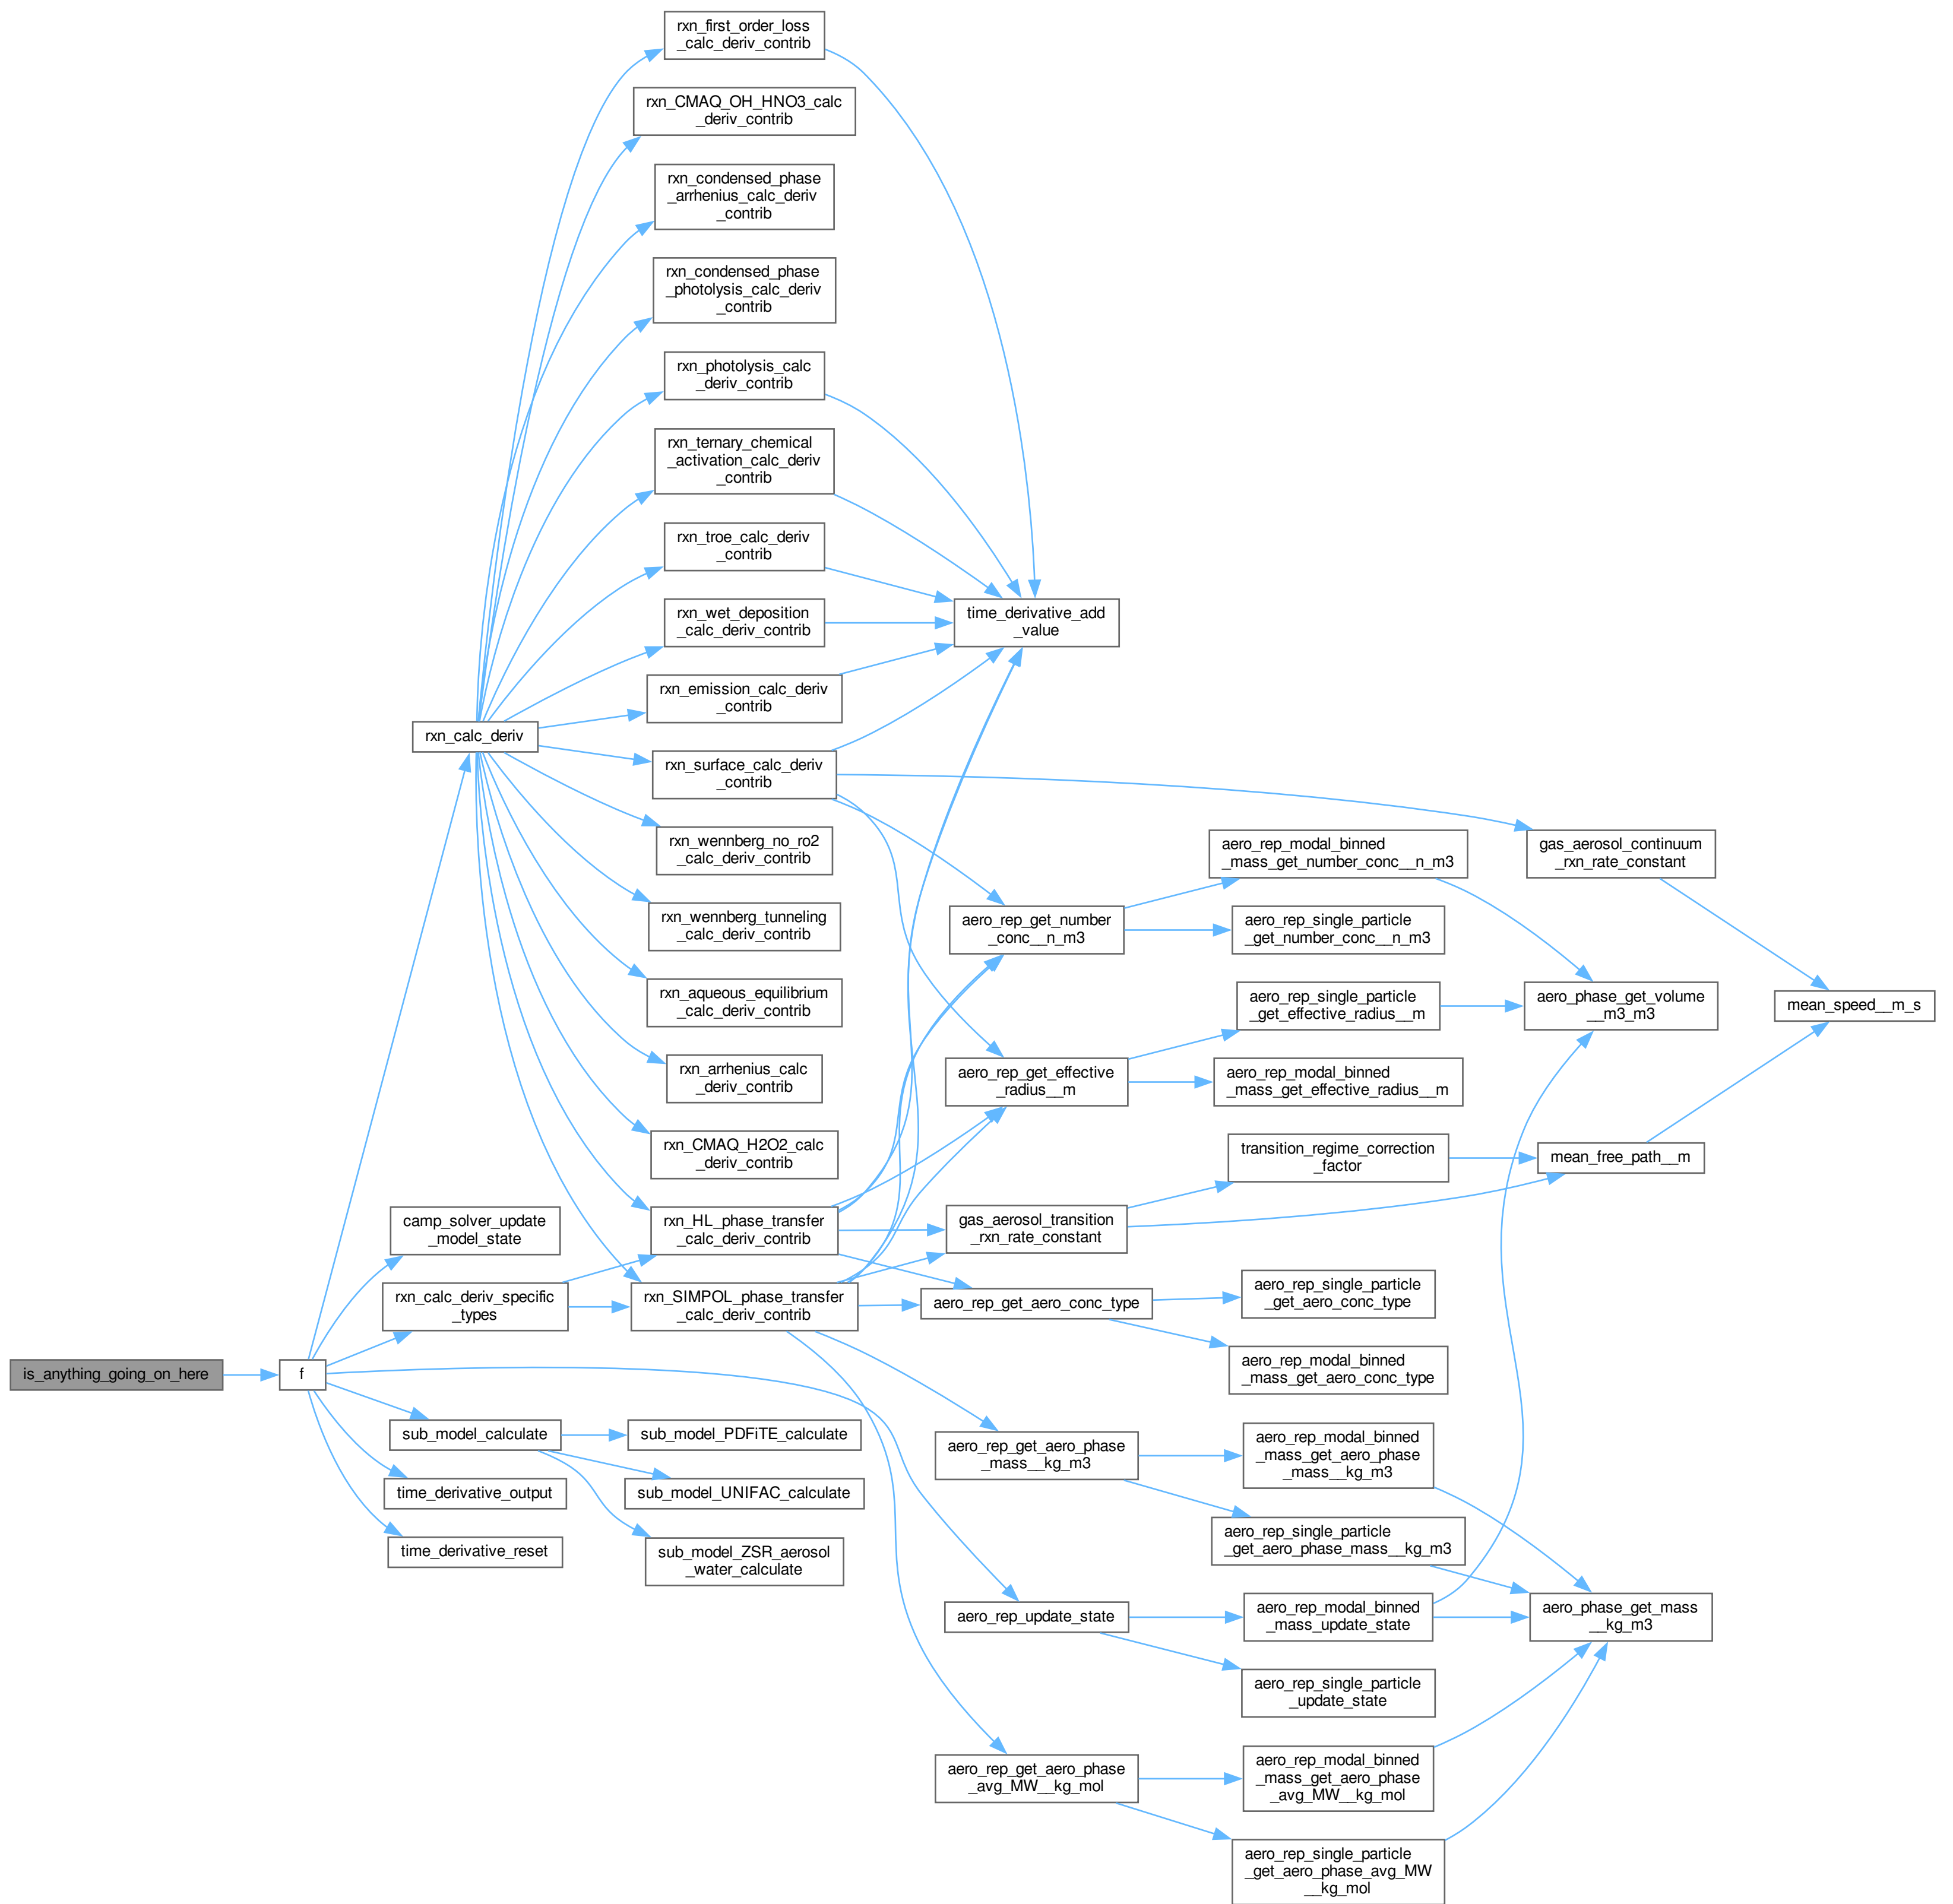 rxn_first_order_loss
_calc_deriv_contrib
rxn_CMAQ_OH_HNO3_calc
_deriv_contrib
rxn_condensed_phase
_arrhenius_calc_deriv
_contrib
rxn_condensed_phase
_photolysis_calc_deriv
_contrib
rxn_photolysis_calc
_deriv_contrib
rxn_ternary_chemical
_activation_calc_deriv
_contrib
rxn_troe_calc_deriv
_contrib
rxn_wet_deposition
_calc_deriv_contrib
time_derivative_add
_value
rxn_emission_calc_deriv
_contrib
rxn_calc_deriv
rxn_surface_calc_deriv
_contrib
rxn_wennberg_no_ro2
_calc_deriv_contrib
aero_rep_modal_binned
_mass_get_number_conc__n_m3
gas_aerosol_continuum
_rxn_rate_constant
rxn_wennberg_tunneling
_calc_deriv_contrib
aero_rep_get_number
_conc__n_m3
aero_rep_single_particle
_get_number_conc__n_m3
rxn_aqueous_equilibrium
_calc_deriv_contrib
aero_rep_single_particle
_get_effective_radius__m
aero_phase_get_volume
__m3_m3
mean_speed__m_s
rxn_arrhenius_calc
_deriv_contrib
aero_rep_get_effective
_radius__m
aero_rep_modal_binned
_mass_get_effective_radius__m
rxn_CMAQ_H2O2_calc
_deriv_contrib
transition_regime_correction
_factor
mean_free_path__m
camp_solver_update
_model_state
rxn_HL_phase_transfer
_calc_deriv_contrib
gas_aerosol_transition
_rxn_rate_constant
rxn_calc_deriv_specific
_types
rxn_SIMPOL_phase_transfer
_calc_deriv_contrib
aero_rep_get_aero_conc_type
aero_rep_single_particle
_get_aero_conc_type
aero_rep_modal_binned
_mass_get_aero_conc_type
is_anything_going_on_here
f
sub_model_calculate
sub_model_PDFiTE_calculate
aero_rep_get_aero_phase
_mass__kg_m3
aero_rep_modal_binned
_mass_get_aero_phase
_mass__kg_m3
time_derivative_output
sub_model_UNIFAC_calculate
aero_rep_single_particle
_get_aero_phase_mass__kg_m3
time_derivative_reset
sub_model_ZSR_aerosol
_water_calculate
aero_rep_update_state
aero_rep_modal_binned
_mass_update_state
aero_phase_get_mass
__kg_m3
aero_rep_single_particle
_update_state
aero_rep_get_aero_phase
_avg_MW__kg_mol
aero_rep_modal_binned
_mass_get_aero_phase
_avg_MW__kg_mol
aero_rep_single_particle
_get_aero_phase_avg_MW
__kg_mol